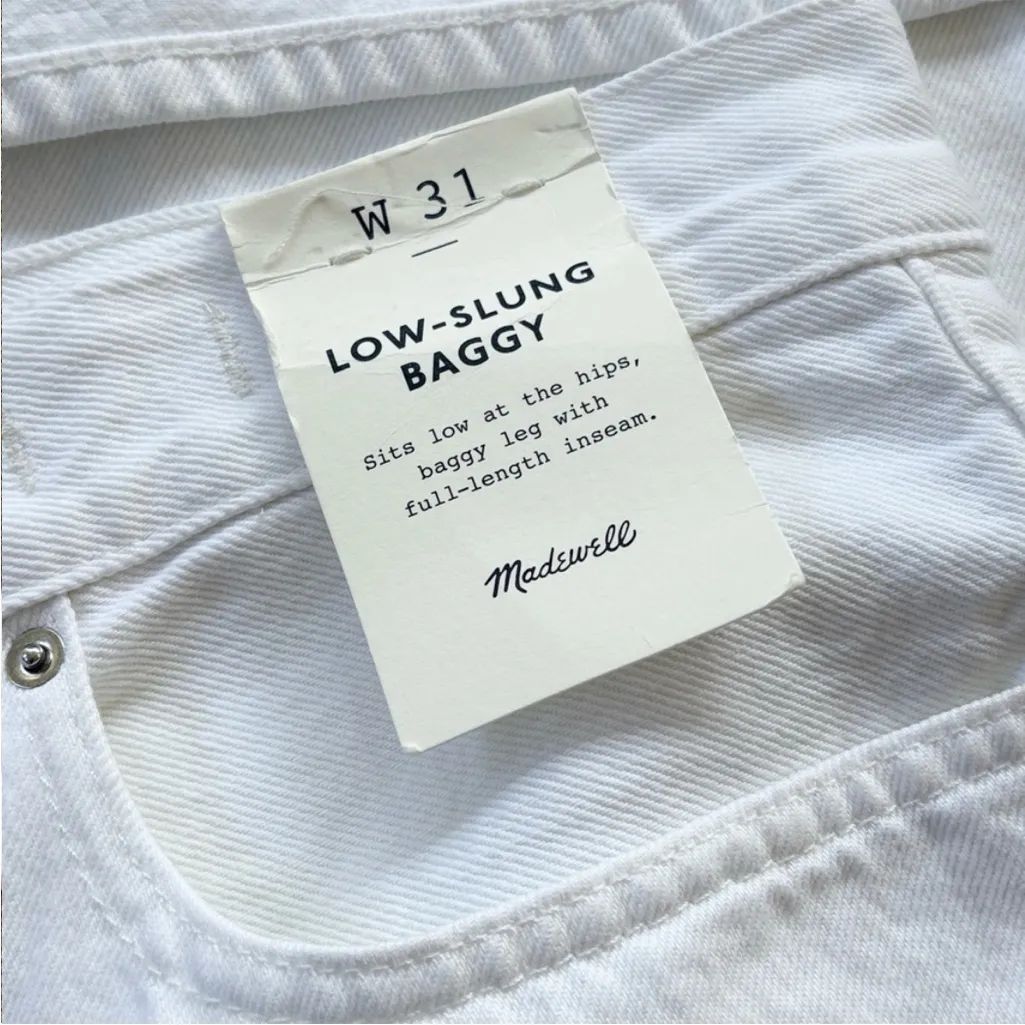 W 31
LOW-SLUNG
BAGGY
Sits low at the hips,
baggy leg with
full-length inseam.
Madewell